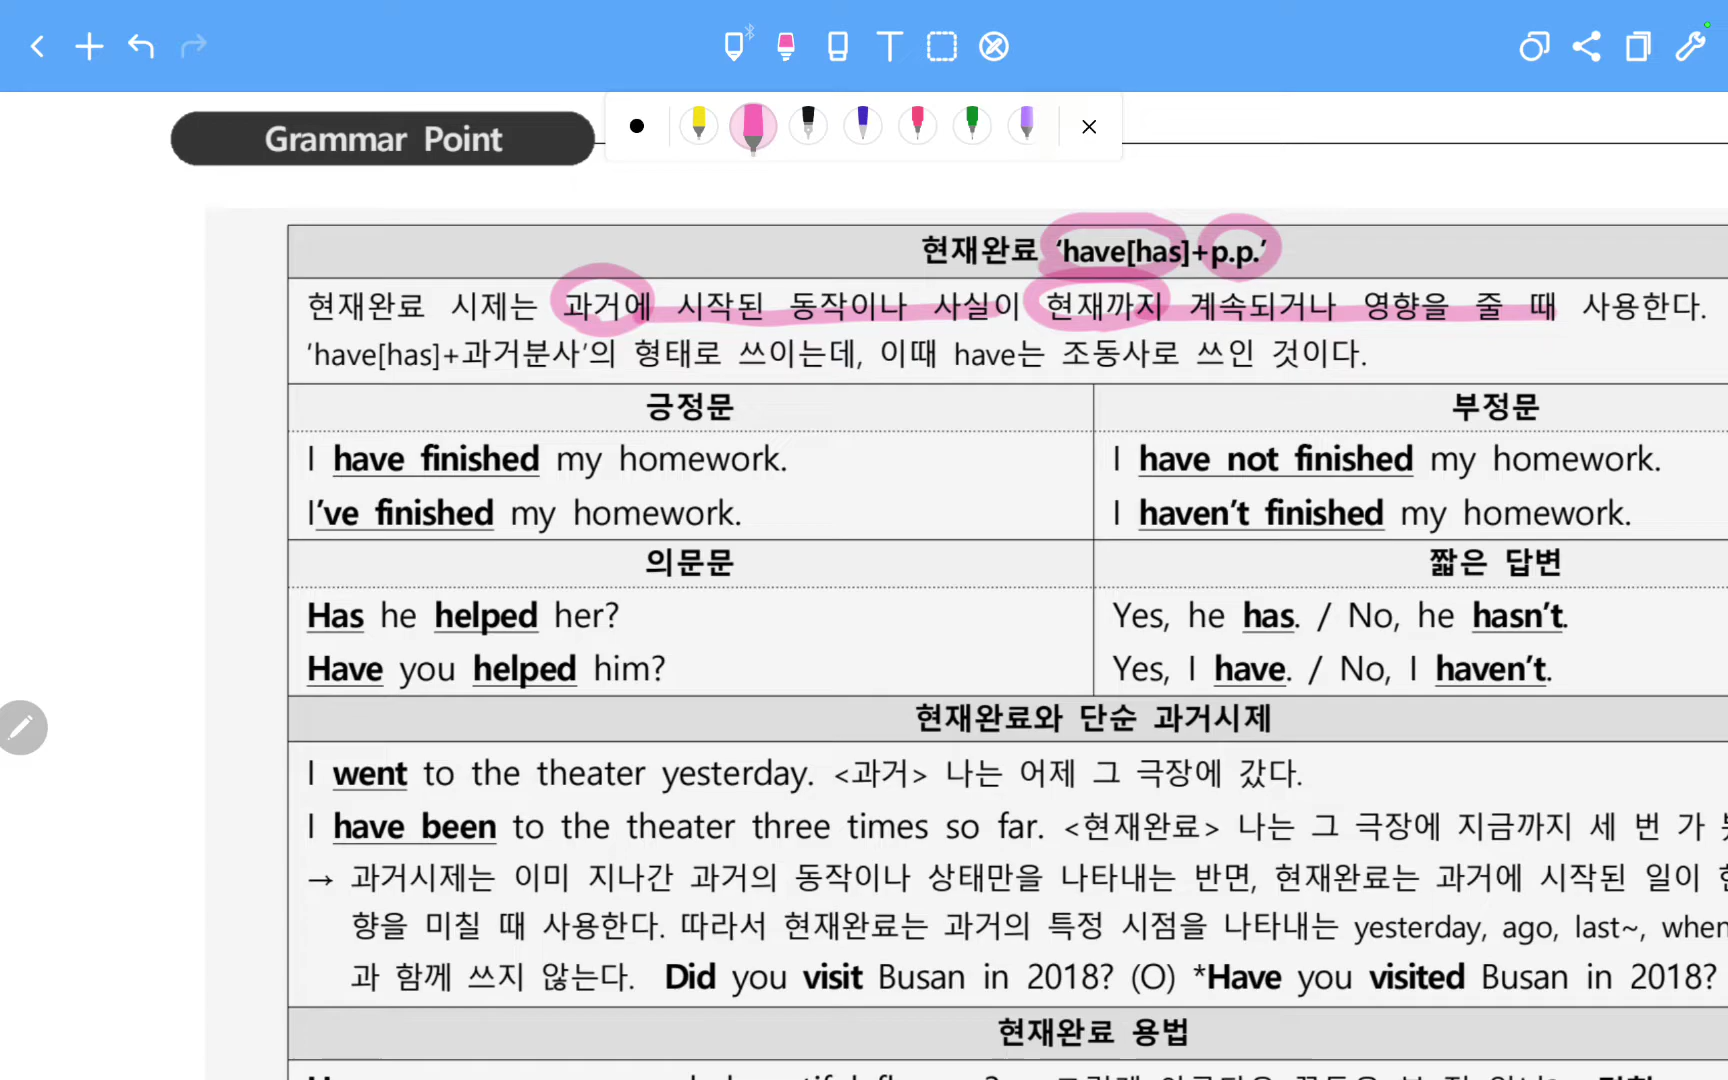 Grammar Point
현재완료 ‘have[has]+p.p.’
현재완료 시제는 과거에 시작된 동작이나 사실이 현재까지 계속되거나 영향을 줄 때 사용한다.
‘have[has]+과거분사’의 형태로 쓰이는데, 이때 have는 조동사로 쓰인 것이다.
긍정문
부정문
I have finished my homework.
I have not finished my homework.
I’ve finished my homework.
I haven’t finished my homework.
의문문
짧은 답변
Has he helped her?
Yes, he has. / No, he hasn’t.
Have you helped him?
Yes, I have. / No, I haven’t.
현재완료와 단순 과거시제
I went to the theater yesterday. <과거> 나는 어제 그 극장에 갔다.
I have been to the theater three times so far. <현재완료> 나는 그 극장에 지금까지 세 번 가
→ 과거시제는 이미 지나간 과거의 동작이나 상태만을 나타내는 반면, 현재완료는 과거에 시작된 일이
향을 미칠 때 사용한다. 따라서 현재완료는 과거의 특정 시점을 나타내는 yesterday, ago, last~, when
과 함께 쓰지 않는다. Did you visit Busan in 2018? (O) *Have you visited Busan in 2018?
현재완료 용법